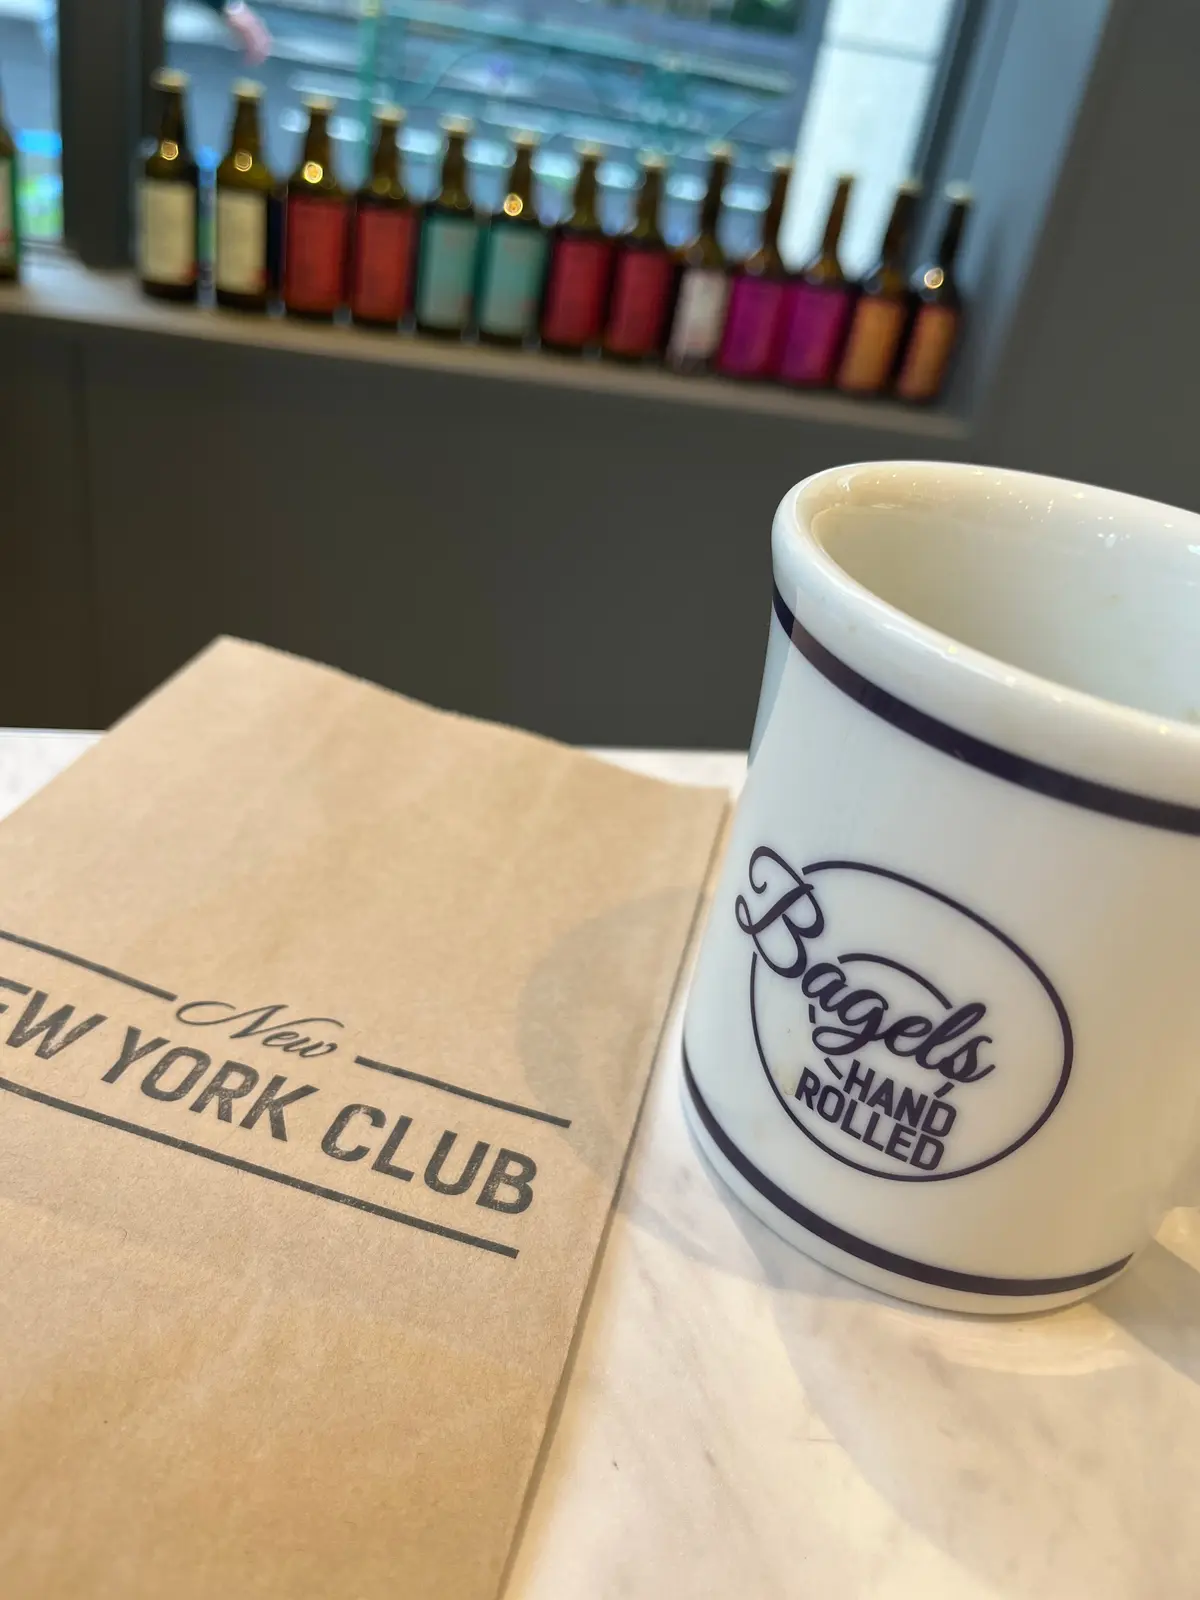 New
EW YORK CLUB
Bagels
HAND
ROLLED